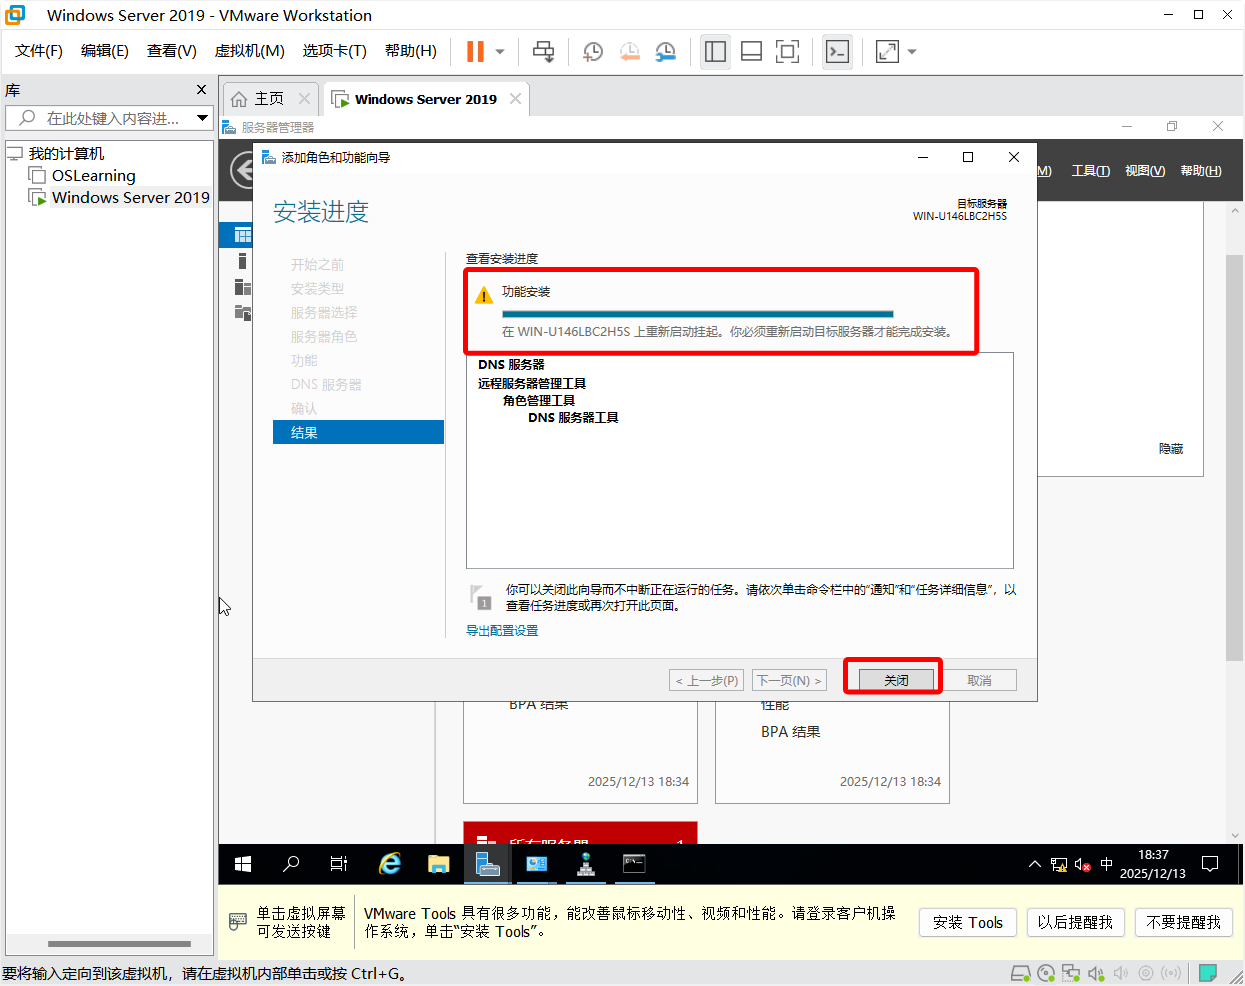 Windows Server 2019 - VMware Workstation
文件(F) 编辑(E) 查看(V) 虚拟机(M) 选项卡(T) 帮助(H)
库
在此处键入内容进...
我的计算机
OSLearning
Windows Server 2019
主页
Windows Server 2019
服务器管理器
M) 工具(T) 视图(V) 帮助(H)
添加角色和功能向导
安装进度
目标服务器
WIN-U146LBC2H5S
开始之前
安装类型
服务器选择
服务器角色
功能
DNS 服务器
确认
结果
查看安装进度
功能安装
在 WIN-U146LBC2H5S 上重新启动挂起。你必须重新启动目标服务器才能完成安装。
DNS 服务器
远程服务器管理工具
角色管理工具
DNS 服务器工具
1
你可以关闭此向导而不中断正在运行的任务。请依次单击命令栏中的“通知”和“任务详细信息”，以
查看任务进度或再次打开此页面。
导出配置设置
< 上一步(P) 下一页(N) > 关闭 取消
隐藏
BPA 结果
2025/12/13 18:34
性能
BPA 结果
2025/12/13 18:34
所有服务器 1
中
18:37
2025/12/13
单击虚拟屏幕
可发送按键
VMware Tools 具有很多功能，能改善鼠标移动性、视频和性能。请登录客户机操
作系统，单击“安装 Tools”。
安装 Tools 以后提醒我 不要提醒我
要将输入定向到该虚拟机，请在虚拟机内部单击或按 Ctrl+G。